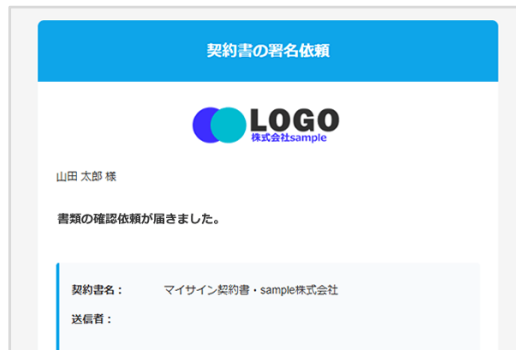 契約書の署名依頼
LOGO
株式会社sample
山田 太郎 様
書類の確認依頼が届きました。
契約書名： マイサイン契約書・sample株式会社
送信者：